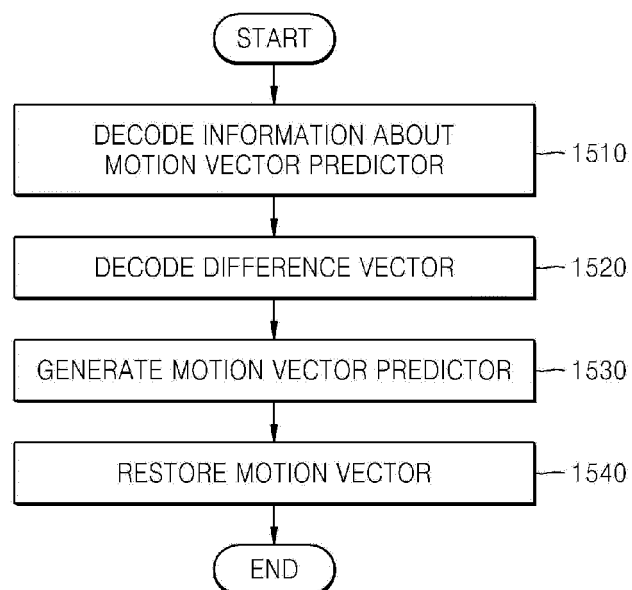 START
DECODE INFORMATION ABOUT
MOTION VECTOR PREDICTOR
1510
DECODE DIFFERENCE VECTOR
1520
GENERATE MOTION VECTOR PREDICTOR
1530
RESTORE MOTION VECTOR
1540
END